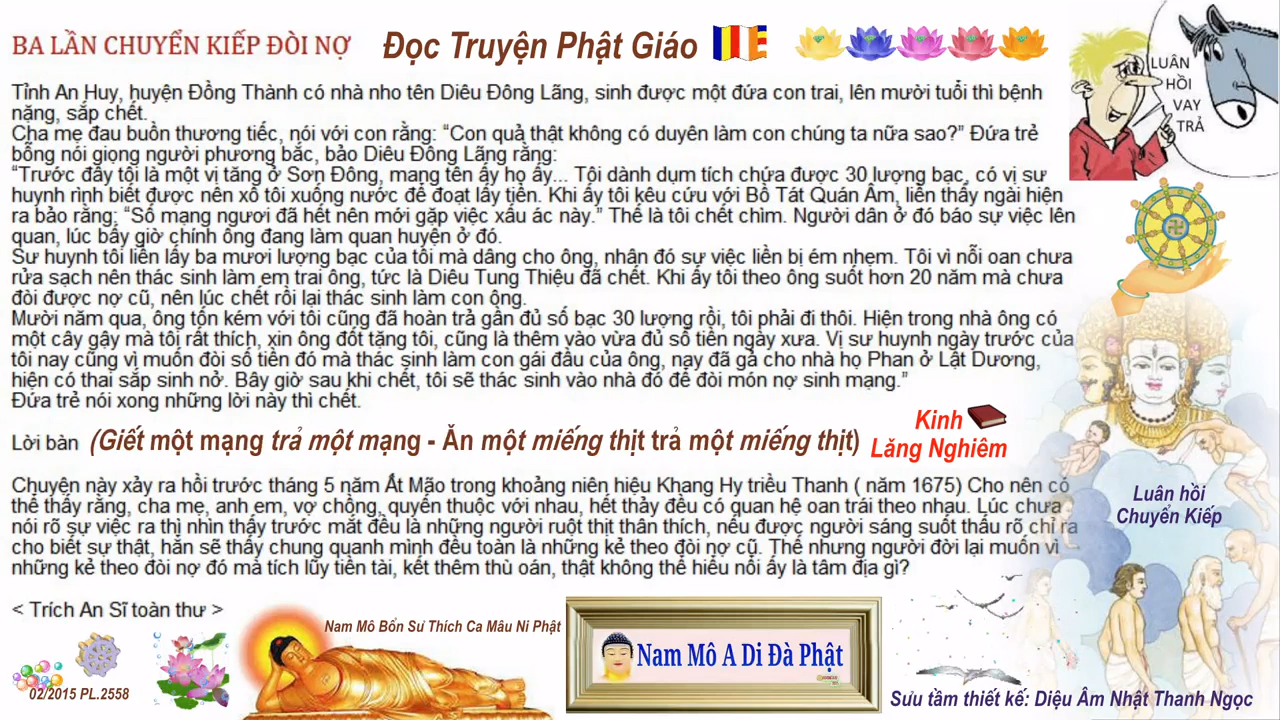 BA LẦN CHUYỂN KIẾP ĐÒI NỢ
Đọc Truyện Phật Giáo
LUÂN
HỒI
VAY
TRẢ
Tỉnh An Huy, huyện Đồng Thành có nhà nho tên Diêu Đông Lãng, sinh được một đứa con trai, lên mười tuổi thì bệnh
nặng, sắp chết.
Cha mẹ đau buồn thương tiếc, nói với con rằng: “Con quả thật không có duyên làm con chúng ta nữa sao?” Đứa trẻ
bỗng nói giọng người phương bắc, bảo Diêu Đông Lãng rằng:
“Trước đây tôi là một vị tăng ở Sơn Đông, mang tên ấy họ ấy... Tôi dành dụm tích chứa được 30 lượng bạc, có vị sư
huynh rình biết được nên xô tôi xuống nước để đoạt lấy tiền. Khi ấy tôi kêu cứu với Bồ Tát Quán Âm, liền thấy ngài hiện
ra bảo rằng: “Số mạng ngươi đã hết nên mới gặp việc xấu ác này.” Thế là tôi chết chìm. Người dân ở đó báo sự việc lên
quan, lúc bấy giờ chính ông đang làm quan huyện ở đó.
Sư huynh tôi liền lấy ba mươi lượng bạc của tôi mà dâng cho ông, nhân đó sự việc liền bị ém nhẹm. Tôi vì nỗi oan chưa
rửa sạch nên thác sinh làm em trai ông, tức là Diêu Tung Thiệu đã chết. Khi ấy tôi theo ông suốt hơn 20 năm mà chưa
đòi được nợ cũ, nên lúc chết rồi lại thác sinh làm con ông.
Mười năm qua, ông tốn kém với tôi cũng đã hoàn trả gần đủ số bạc 30 lượng rồi, tôi phải đi thôi. Hiện trong nhà ông có
một cây gậy mà tôi rất thích, xin ông đốt tặng tôi, cũng là thêm vào vừa đủ số tiền ngày xưa. Vị sư huynh ngày trước của
tôi nay cũng vì muốn đòi số tiền đó mà thác sinh làm con gái đầu của ông, nay đã gả cho nhà họ Phan ở Lật Dương,
hiện có thai sắp sinh nở. Bây giờ sau khi chết, tôi sẽ thác sinh vào nhà đó để đòi món nợ sinh mạng.”
Đứa trẻ nói xong những lời này thì chết.
Lời bàn (Giết một mạng trả một mạng - Ăn một miếng thịt trả một miếng thịt)
Kinh
Lăng Nghiêm
Chuyện này xảy ra hồi trước tháng 5 năm Ất Mão trong khoảng niên hiệu Khang Hy triều Thanh ( năm 1675) Cho nên có
thể thấy rằng, cha mẹ, anh em, vợ chồng, quyến thuộc với nhau, hết thảy đều có quan hệ oan trái theo nhau. Lúc chưa
nói rõ sự việc ra thì nhìn thấy trước mắt đều là những người ruột thịt thân thích, nếu được người sáng suốt thấu rõ chỉ ra
cho biết sự thật, hẳn sẽ thấy chung quanh mình đều toàn là những kẻ theo đòi nợ cũ. Thế nhưng người đời lại muốn vì
những kẻ theo đòi nợ đó mà tích lũy tiền tài, kết thêm thù oán, thật không thể hiểu nổi ấy là tâm địa gì?
Luân hồi
Chuyển Kiếp
< Trích An Sĩ toàn thư >
Nam Mô Bổn Sư Thích Ca Mâu Ni Phật
Nam Mô A Di Đà Phật
02/2015 PL.2558
Sưu tầm thiết kế: Diệu Âm Nhật Thanh Ngọc